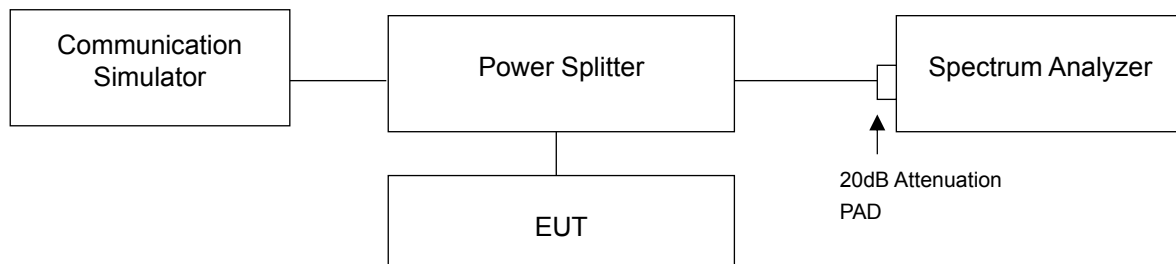 Communication
Simulator
Power Splitter
Spectrum Analyzer
20dB Attenuation
PAD
EUT